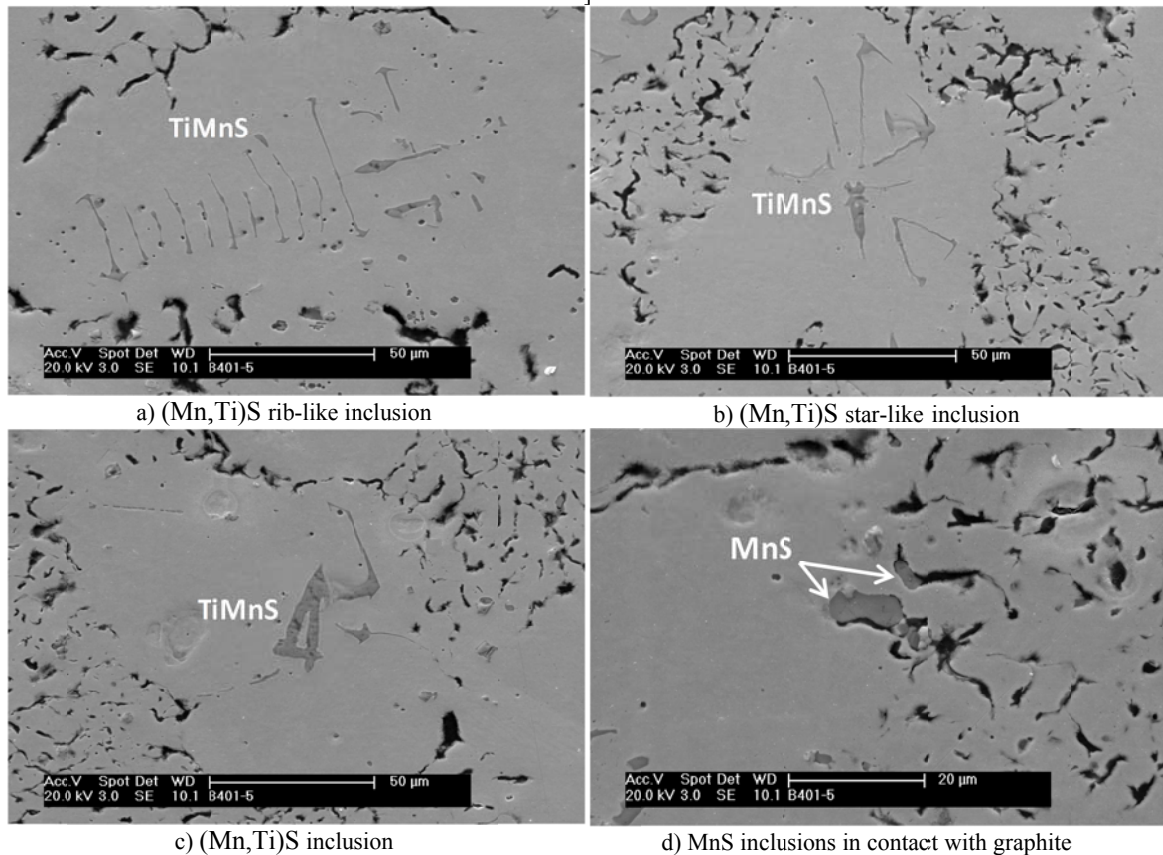 TiMnS
Acc.V Spot Det WD 50 µm
20.0 kV 3.0 SE 10.1 B401-5
a) (Mn,Ti)S rib-like inclusion
TiMnS
Acc.V Spot Det WD 50 µm
20.0 kV 3.0 SE 10.1 B401-5
b) (Mn,Ti)S star-like inclusion
TiMnS
Acc.V Spot Det WD 50 µm
20.0 kV 3.0 SE 10.1 B401-5
c) (Mn,Ti)S inclusion
MnS
Acc.V Spot Det WD 20 µm
20.0 kV 3.0 SE 10.1 B401-5
d) MnS inclusions in contact with graphite